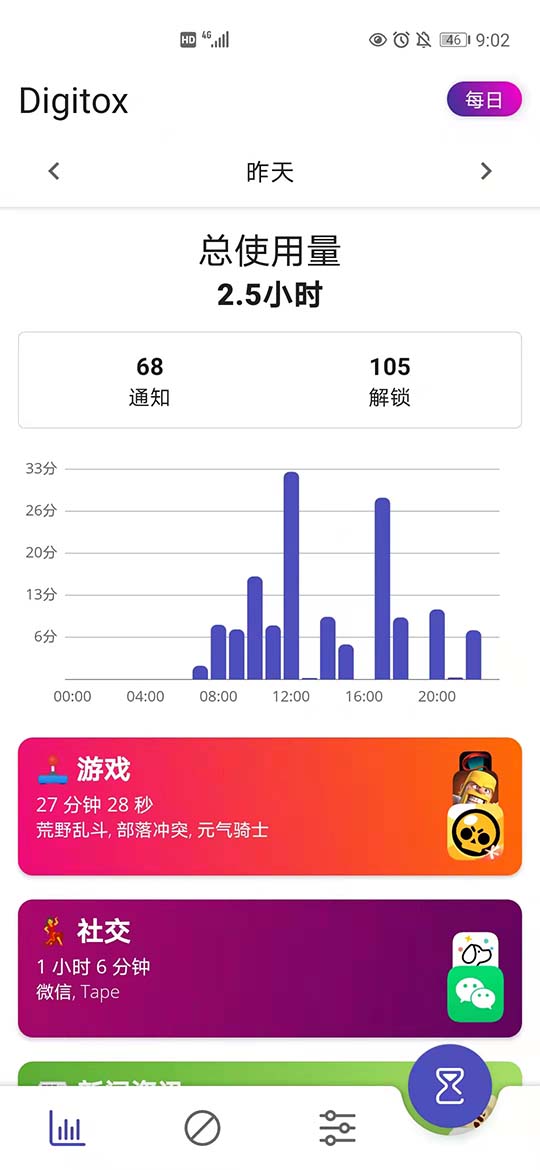 HD 4G 46 9:02
Digitox
每日
昨天
总使用量
2.5小时
68 105
通知 解锁
33分
26分
20分
13分
6分
00:00 04:00 08:00 12:00 16:00 20:00
游戏
27 分钟 28 秒
荒野乱斗, 部落冲突, 元气骑士
社交
1 小时 6 分钟
微信, Tape
新闻资讯